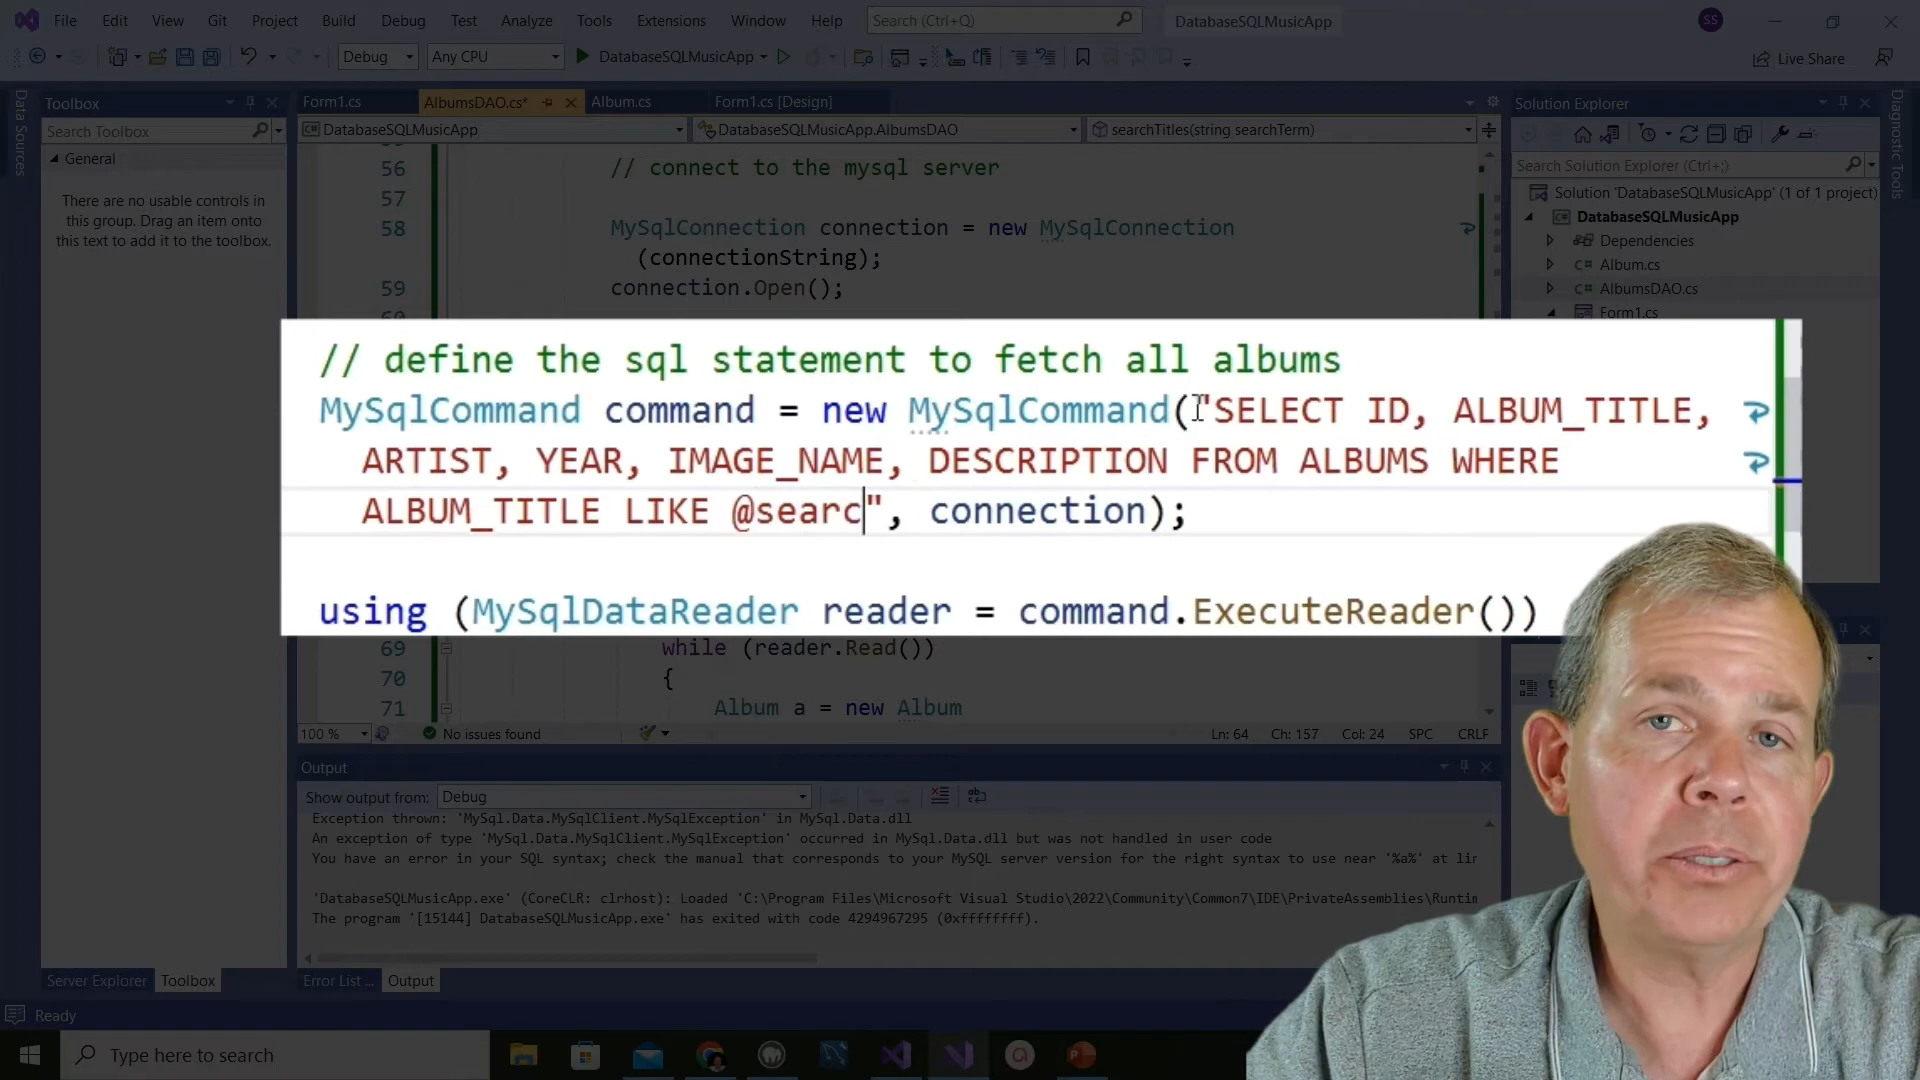 File Edit View Git Project Build Debug Test Analyze Tools Extensions Window Help Search (Ctrl+Q) DatabaseSQLMusicApp SS
Debug Any CPU DatabaseSQLMusicApp Live Share
Data Sources
Toolbox
Search Toolbox
General
There are no usable controls in
this group. Drag an item onto
this text to add it to the toolbox.
Form1.cs AlbumsDAO.cs* Album.cs Form1.cs [Design]
DatabaseSQLMusicApp DatabaseSQLMusicApp.AlbumsDAO searchTitles(string searchTerm)
56 // connect to the mysql server
57
58 MySqlConnection connection = new MySqlConnection
(connectionString);
59 connection.Open();
// define the sql statement to fetch all albums
MySqlCommand command = new MySqlCommand("SELECT ID, ALBUM_TITLE,
ARTIST, YEAR, IMAGE_NAME, DESCRIPTION FROM ALBUMS WHERE
ALBUM_TITLE LIKE @searc", connection);
using (MySqlDataReader reader = command.ExecuteReader())
69 while (reader.Read())
70 {
71 Album a = new Album
100 % No issues found Ln: 64 Ch: 157 Col: 24 SPC CRLF
Solution Explorer
Search Solution Explorer (Ctrl+;)
Solution 'DatabaseSQLMusicApp' (1 of 1 project)
DatabaseSQLMusicApp
Dependencies
C# Album.cs
C# AlbumsDAO.cs
Form1.cs
Diagnostic Tools
Output
Show output from: Debug
Exception thrown: 'MySql.Data.MySqlClient.MySqlException' in MySql.Data.dll
An exception of type 'MySql.Data.MySqlClient.MySqlException' occurred in MySql.Data.dll but was not handled in user code
You have an error in your SQL syntax; check the manual that corresponds to your MySQL server version for the right syntax to use near '%a%' at lin
'DatabaseSQLMusicApp.exe' (CoreCLR: clrhost): Loaded 'C:\Program Files\Microsoft Visual Studio\2022\Community\Common7\IDE\PrivateAssemblies\Runtim
The program '[15144] DatabaseSQLMusicApp.exe' has exited with code 4294967295 (0xffffffff).
Server Explorer Toolbox Error List ... Output
Ready
Type here to search